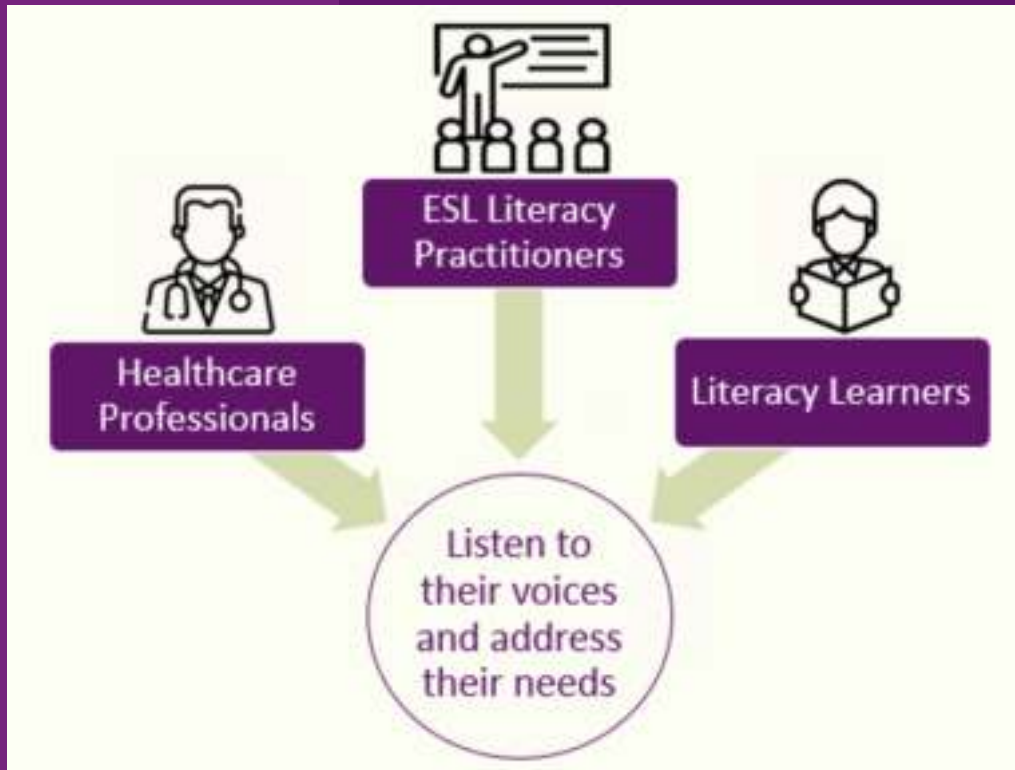 ESL Literacy
Practitioners
Healthcare
Professionals
Literacy Learners
Listen to
their voices
and address
their needs